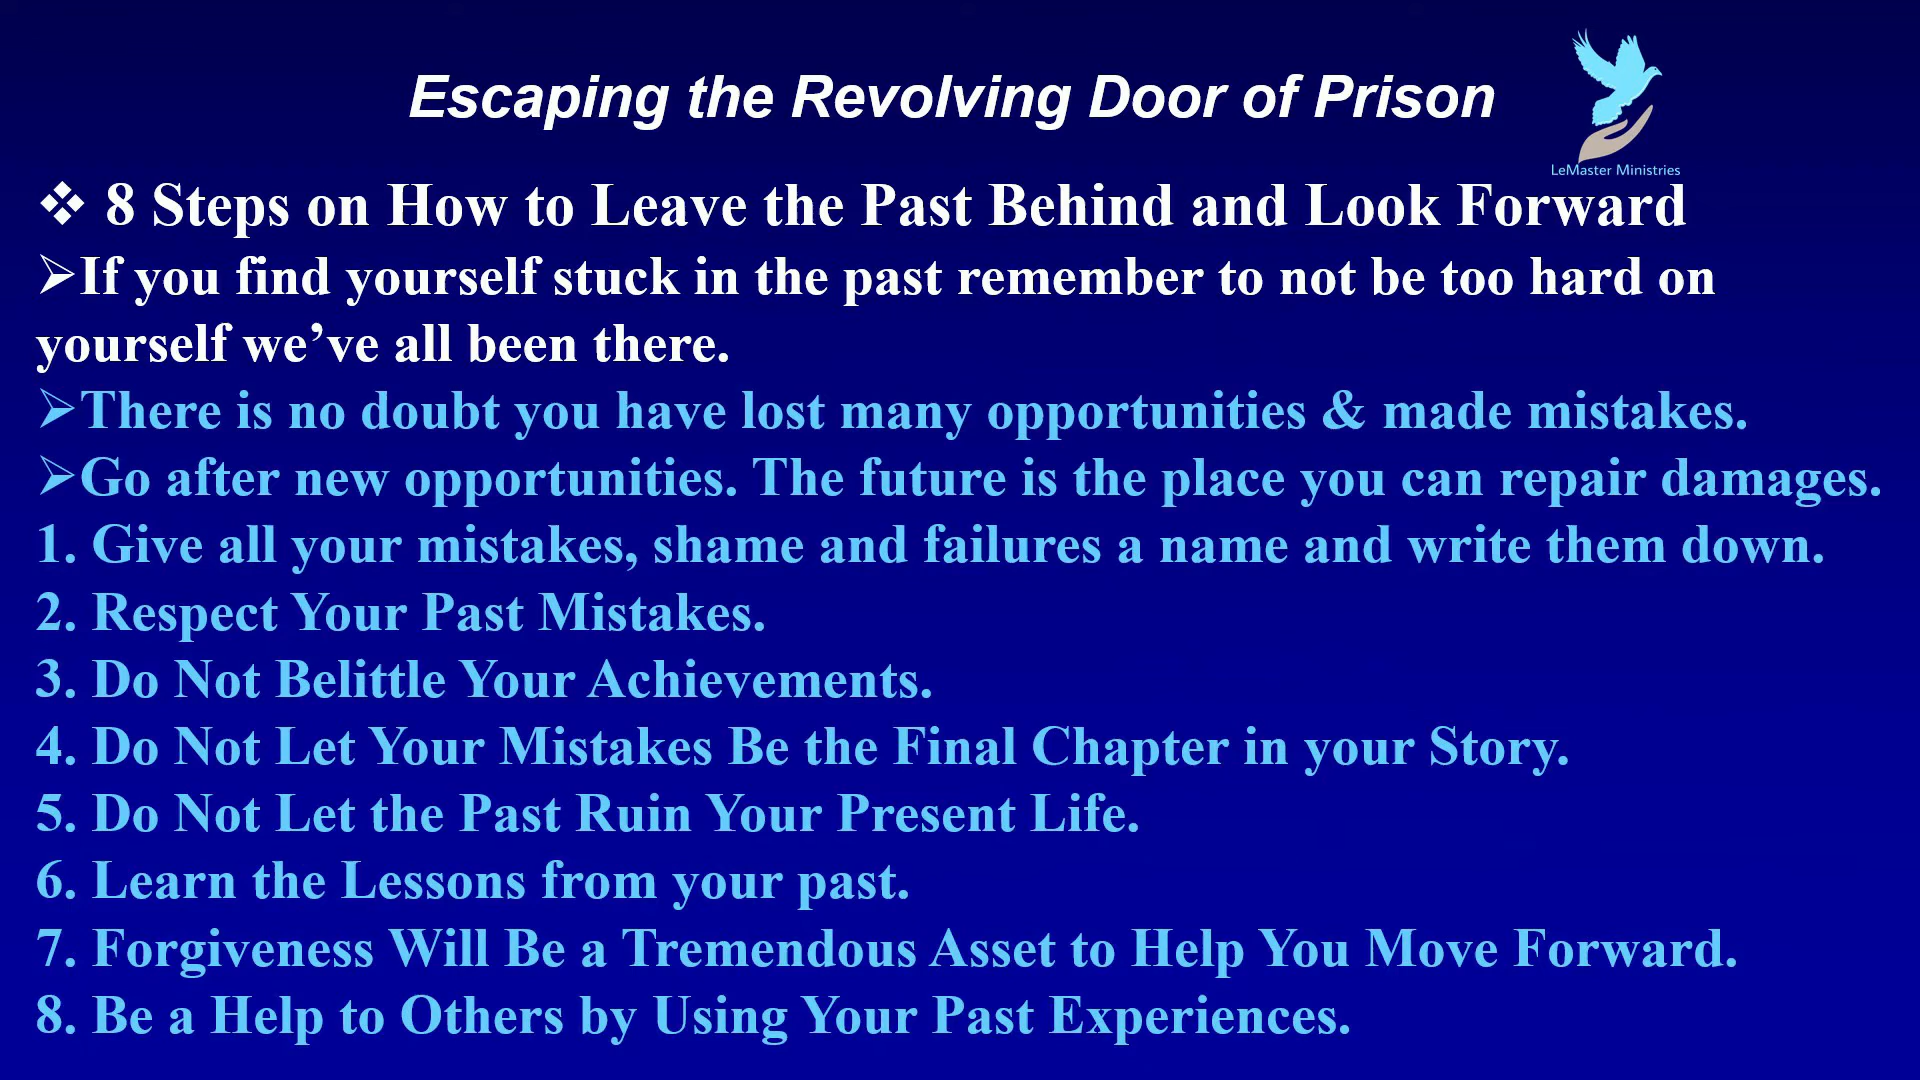 Escaping the Revolving Door of Prison
LeMaster Ministries
❖ 8 Steps on How to Leave the Past Behind and Look Forward
➢If you find yourself stuck in the past remember to not be too hard on
yourself we’ve all been there.
➢There is no doubt you have lost many opportunities & made mistakes.
➢Go after new opportunities. The future is the place you can repair damages.
1. Give all your mistakes, shame and failures a name and write them down.
2. Respect Your Past Mistakes.
3. Do Not Belittle Your Achievements.
4. Do Not Let Your Mistakes Be the Final Chapter in your Story.
5. Do Not Let the Past Ruin Your Present Life.
6. Learn the Lessons from your past.
7. Forgiveness Will Be a Tremendous Asset to Help You Move Forward.
8. Be a Help to Others by Using Your Past Experiences.